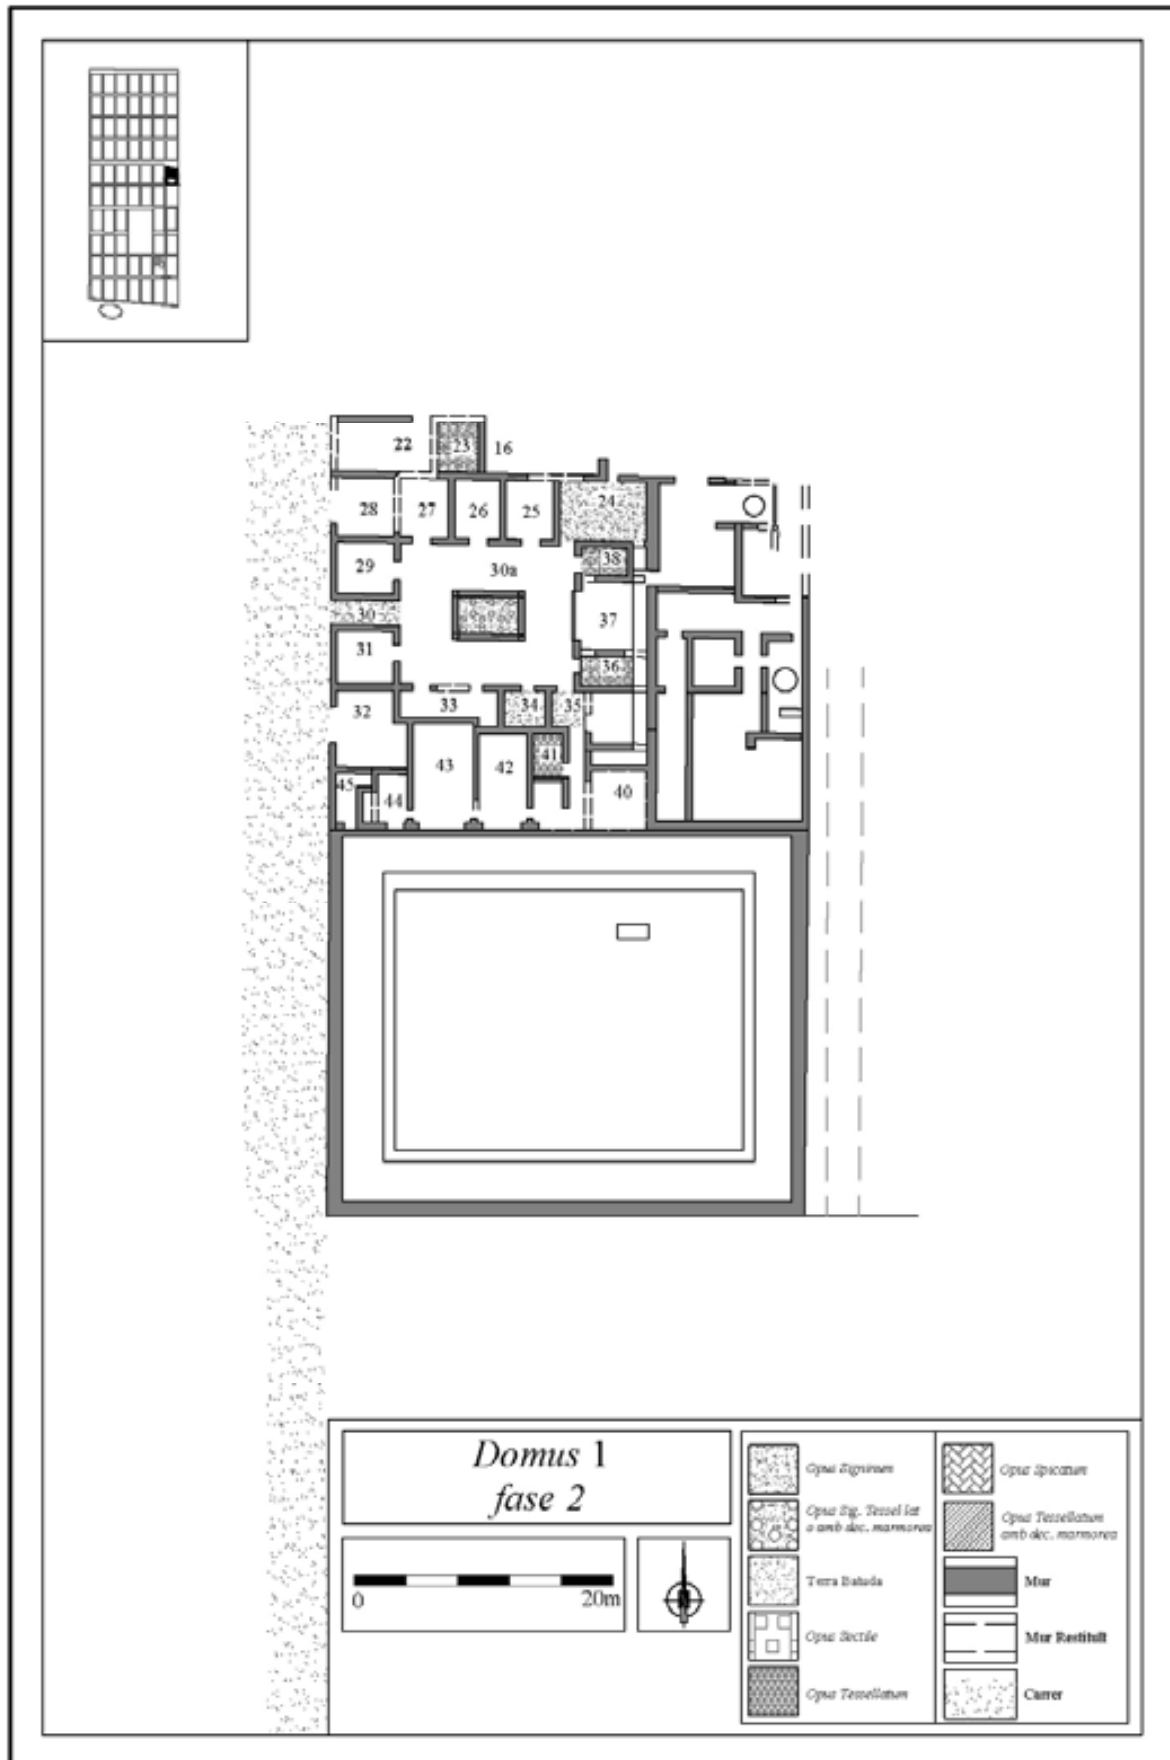 22 23 16
28 27 26 25 24
29 30a 38
30 37
31 36
32 33 34 35
43 42 41
45 44 40
Domus 1
fase 2
0 20m
Opus Signinum
Opus Sig. Tessel lat
o amb dec. marmorea
Terra Batuda
Opus Sectile
Opus Tessellatum
Opus Spicatum
Opus Tessellatum
amb dec. marmorea
Mur
Mur Restituït
Carrer